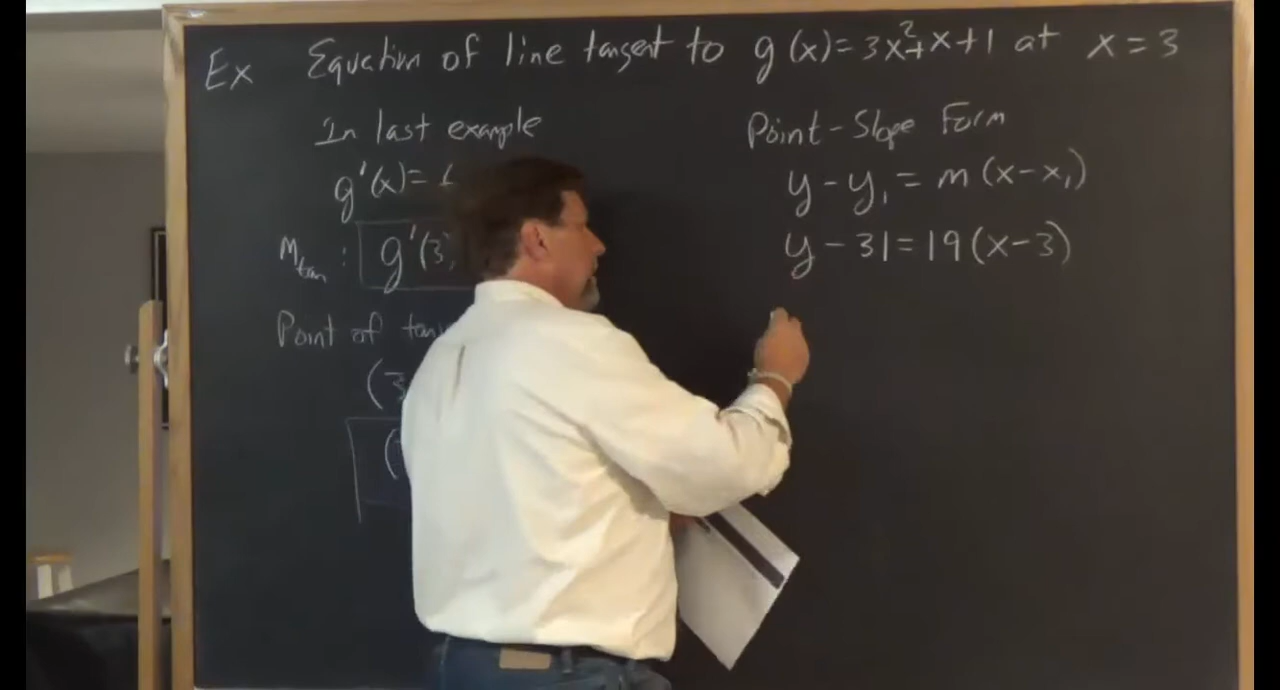 Ex Equation of line tangent to g(x)=3x²+x+1 at x=3
In last example
g'(x)=
Mtan: g'(3)
Point of
(3
(
Point-Slope Form
y-y₁=m(x-x₁)
y-31=19(x-3)